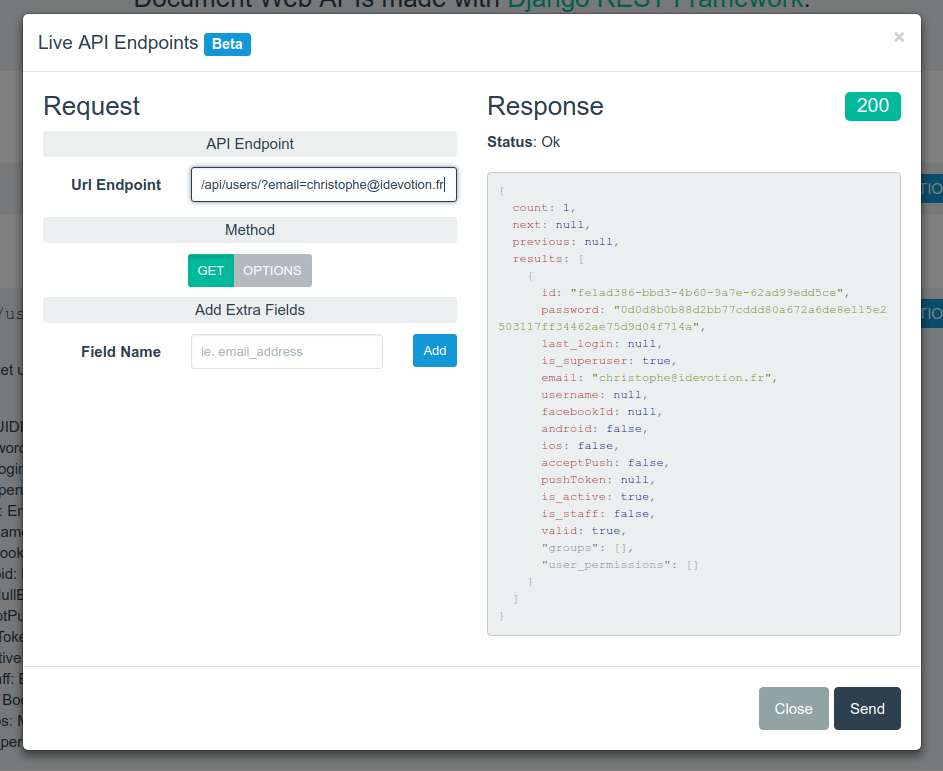 Document Web API is made with Django REST Framework.
Live API Endpoints Beta
×
Request
API Endpoint
Url Endpoint
/api/users/?email=christophe@idevotion.fr
Method
GET OPTIONS
Add Extra Fields
Field Name
ie. email_address
Add
Response
200
Status: Ok
{
count: 1,
next: null,
previous: null,
results: [
{
id: "felad386-bbd3-4b60-9a7e-62ad99edd5ce",
password: "0d0d8b0b88d2bb77cddd80a672a6de8e115e2
503117ff34462ae75d9d04f714a",
last_login: null,
is_superuser: true,
email: "christophe@idevotion.fr",
username: null,
facebookId: null,
android: false,
ios: false,
acceptPush: false,
pushToken: null,
is_active: true,
is_staff: false,
valid: true,
"groups": [],
"user_permissions": []
}
]
}
Close
Send